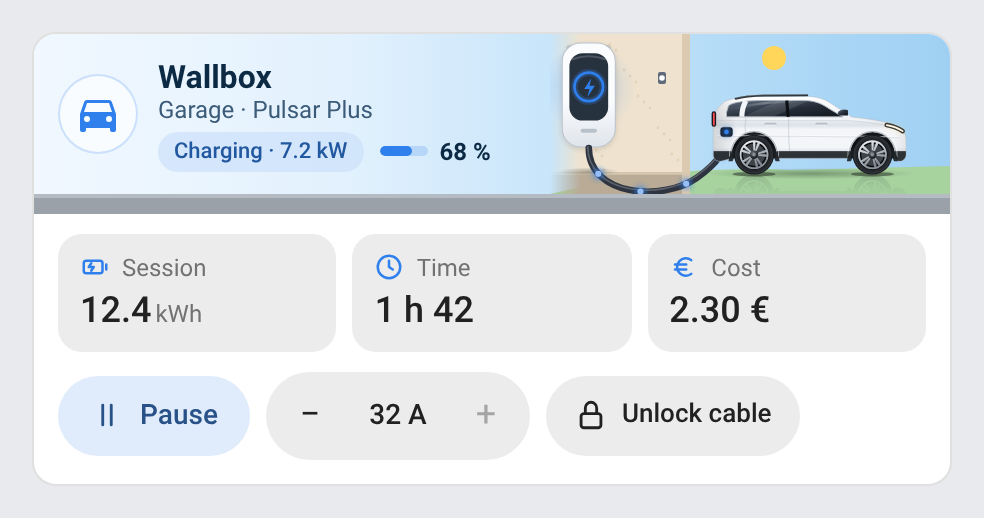 Wallbox
Garage · Pulsar Plus
Charging · 7.2 kW 68 %
Session
12.4 kWh
Time
1 h 42
Cost
2.30 €
Pause
− 32 A +
Unlock cable